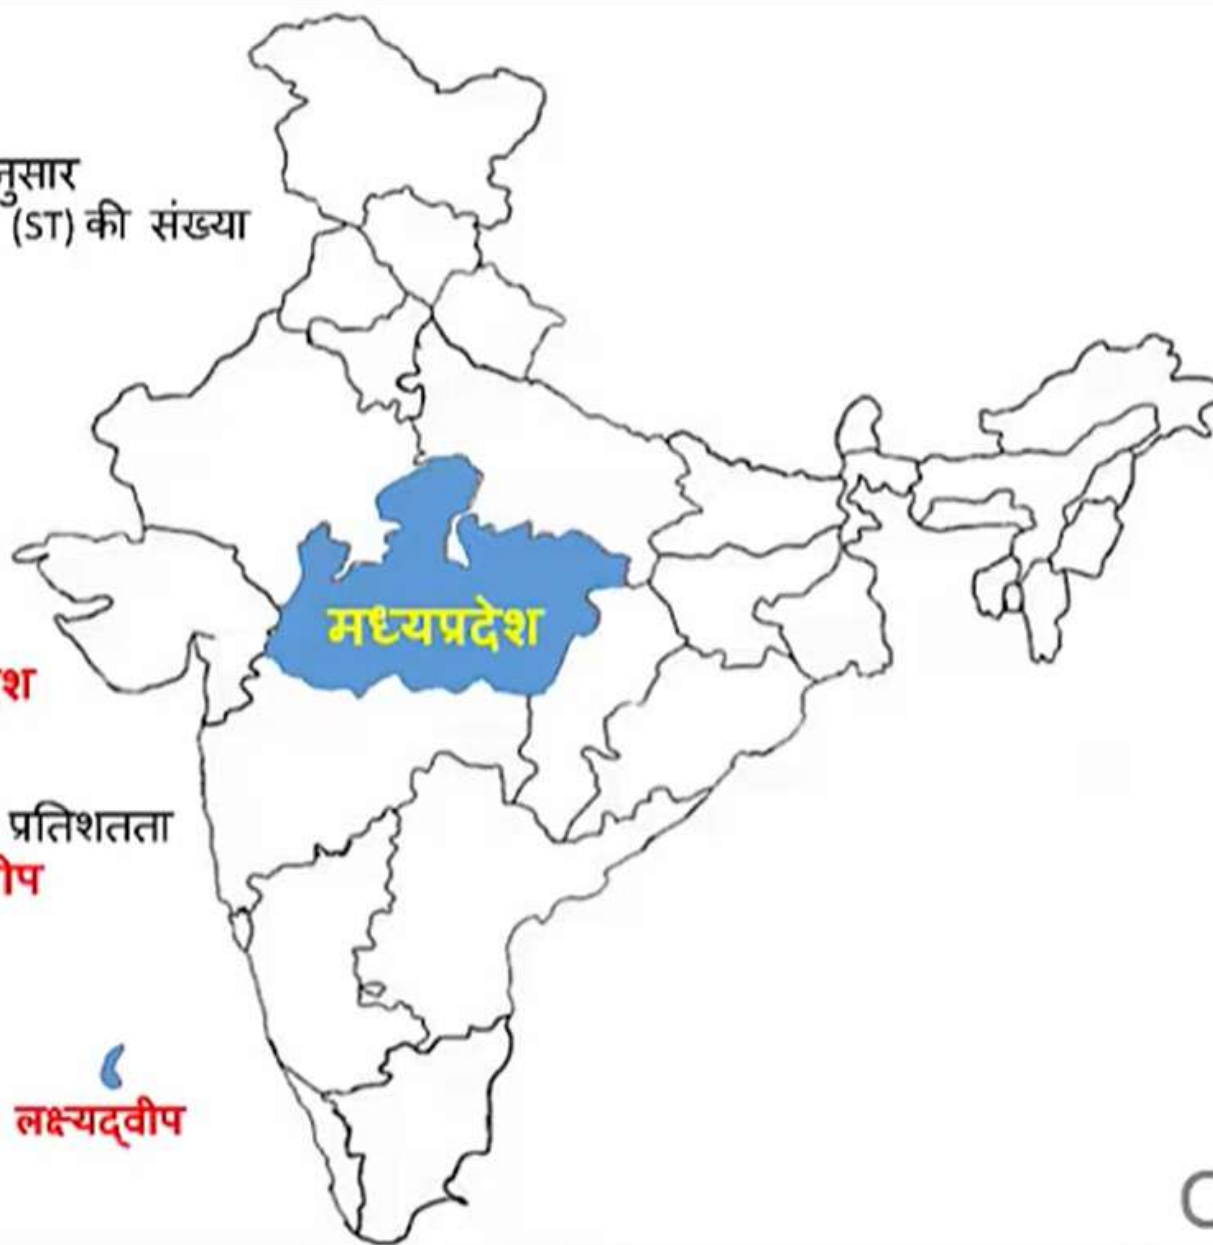 नुसार
(ST) की संख्या
मध्यप्रदेश
श
प्रतिशतता
ीप
लक्ष्यद्वीप